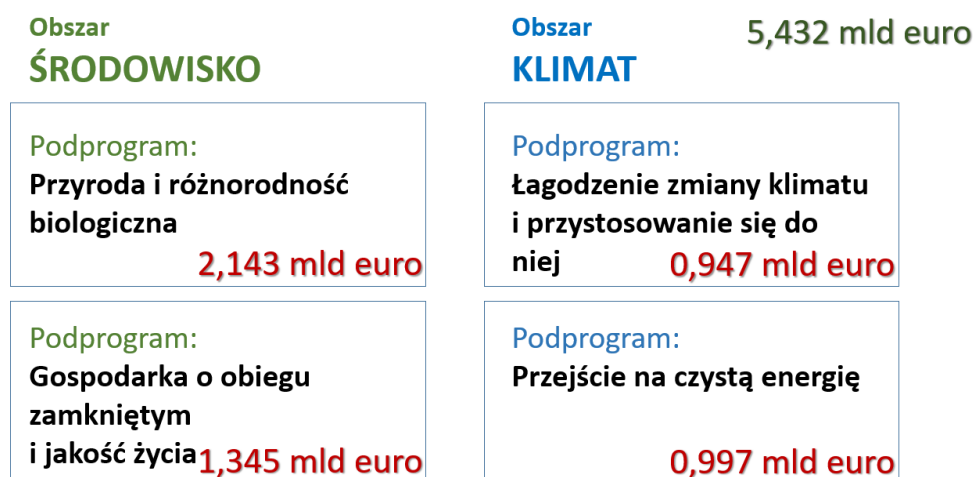 Obszar
ŚRODOWISKO
Podprogram:
Przyroda i różnorodność
biologiczna
2,143 mld euro
Podprogram:
Gospodarka o obiegu
zamkniętym
i jakość życia
1,345 mld euro
Obszar
KLIMAT
5,432 mld euro
Podprogram:
Łagodzenie zmiany klimatu
i przystosowanie się do
niej
0,947 mld euro
Podprogram:
Przejście na czystą energię
0,997 mld euro